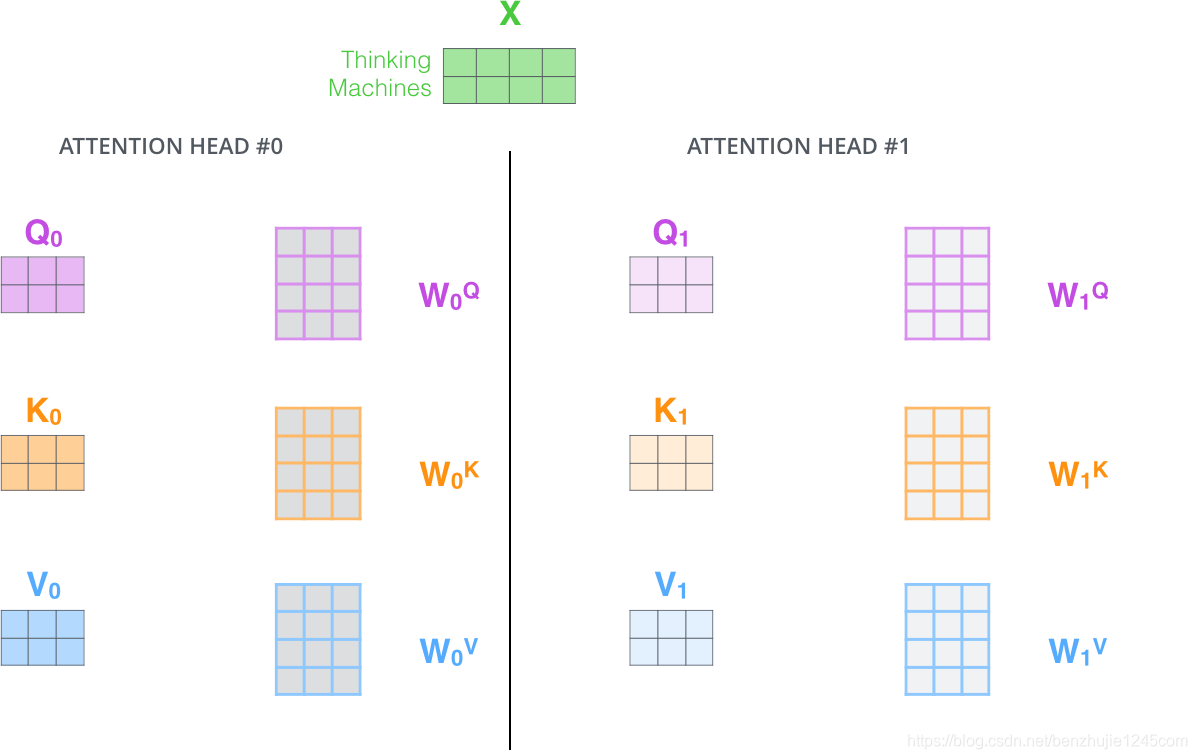 X
Thinking
Machines
ATTENTION HEAD #0
ATTENTION HEAD #1
Q₀
W₀Q
Q₁
W₁Q
K₀
W₀K
K₁
W₁K
V₀
W₀V
V₁
W₁V
https://blog.csdn.net/benzhujie1245com